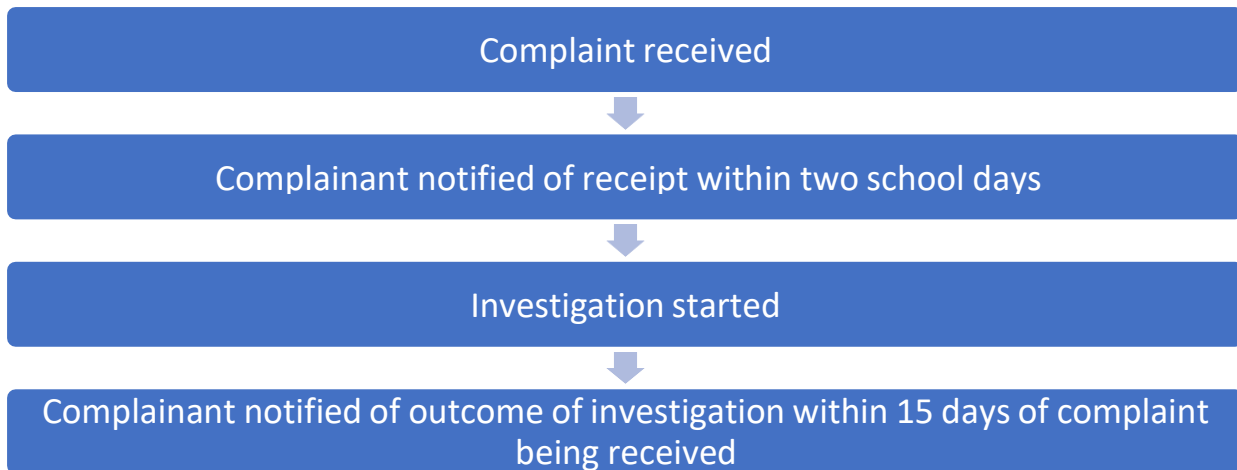 Complaint received
Complainant notified of receipt within two school days
Investigation started
Complainant notified of outcome of investigation within 15 days of complaint
being received